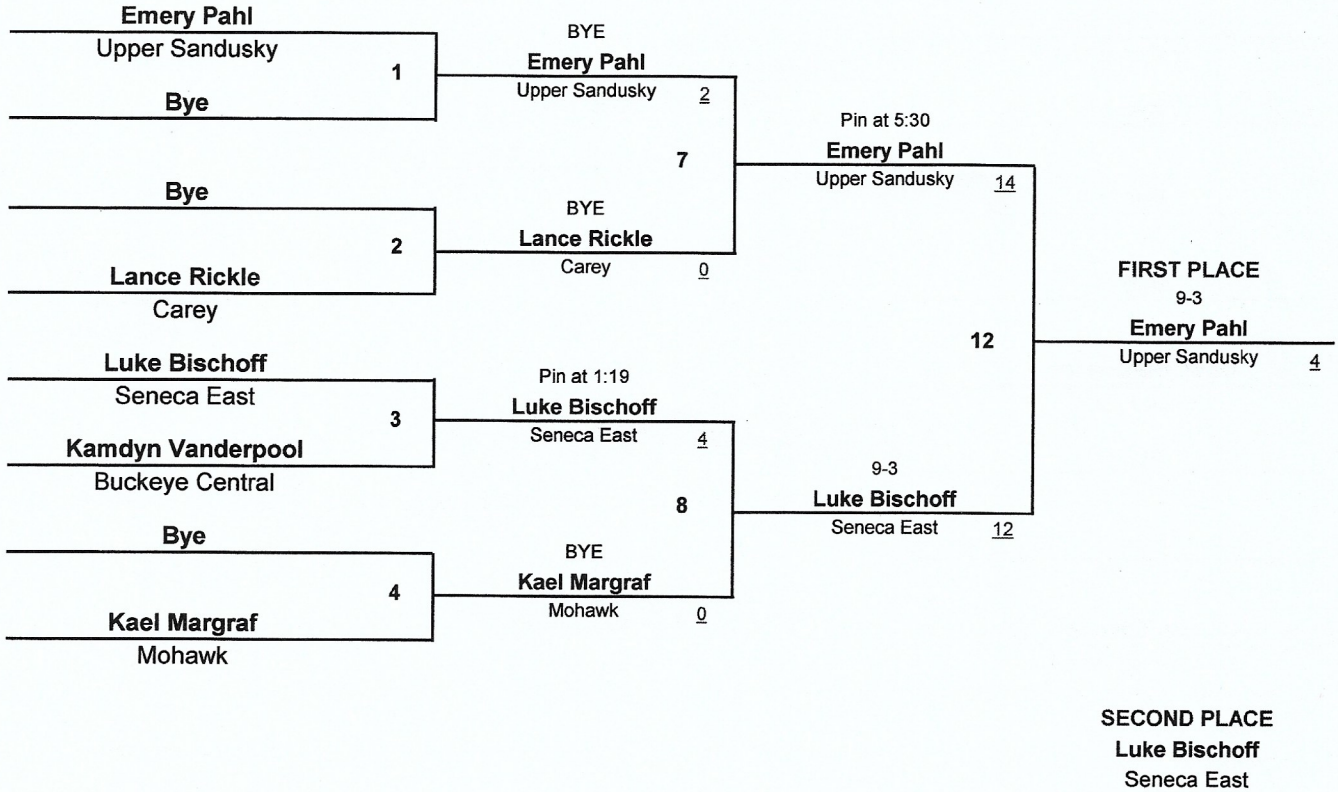 Emery Pahl
Upper Sandusky
1
Bye
Bye
2
Lance Rickle
Carey
Luke Bischoff
Seneca East
3
Kamdyn Vanderpool
Buckeye Central
Bye
4
Kael Margraf
Mohawk
BYE
Emery Pahl
Upper Sandusky 2
7
BYE
Lance Rickle
Carey 0
Pin at 1:19
Luke Bischoff
Seneca East 4
8
BYE
Kael Margraf
Mohawk 0
Pin at 5:30
Emery Pahl
Upper Sandusky 14
12
9-3
Luke Bischoff
Seneca East 12
FIRST PLACE
9-3
Emery Pahl
Upper Sandusky 4
SECOND PLACE
Luke Bischoff
Seneca East